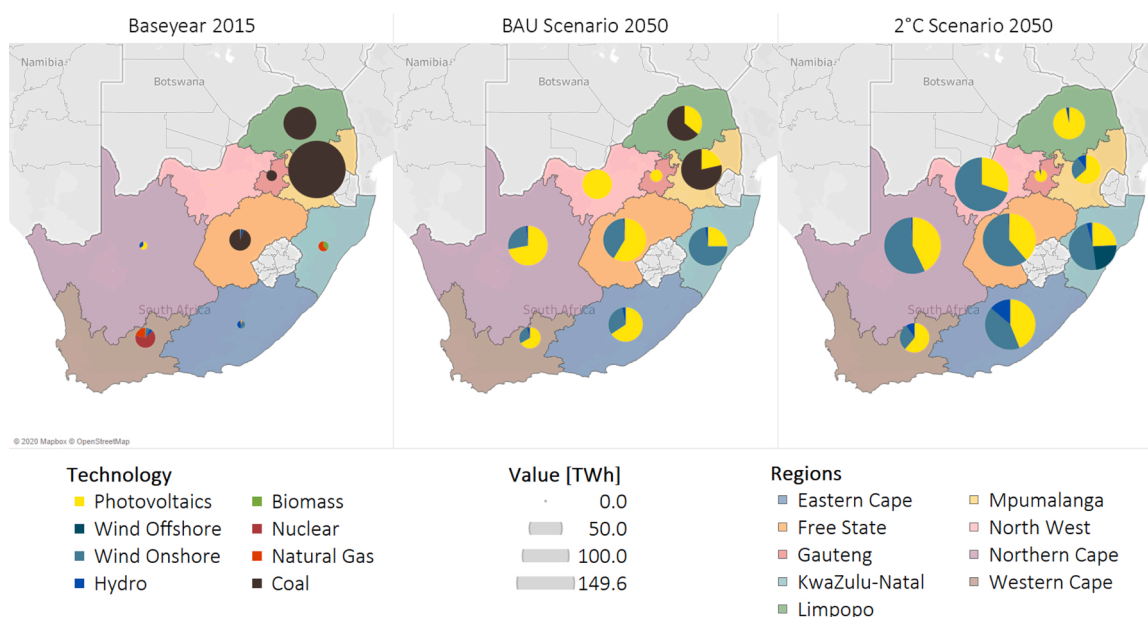 Baseyear 2015
BAU Scenario 2050
2°C Scenario 2050
Namibia
Botswana
South Africa
Namibia
Botswana
South Africa
Namibia
Botswana
South Africa
© 2020 Mapbox © OpenStreetMap
Technology
Photovoltaics
Wind Offshore
Wind Onshore
Hydro
Biomass
Nuclear
Natural Gas
Coal
Value [TWh]
0.0
50.0
100.0
149.6
Regions
Eastern Cape
Free State
Gauteng
KwaZulu-Natal
Limpopo
Mpumalanga
North West
Northern Cape
Western Cape